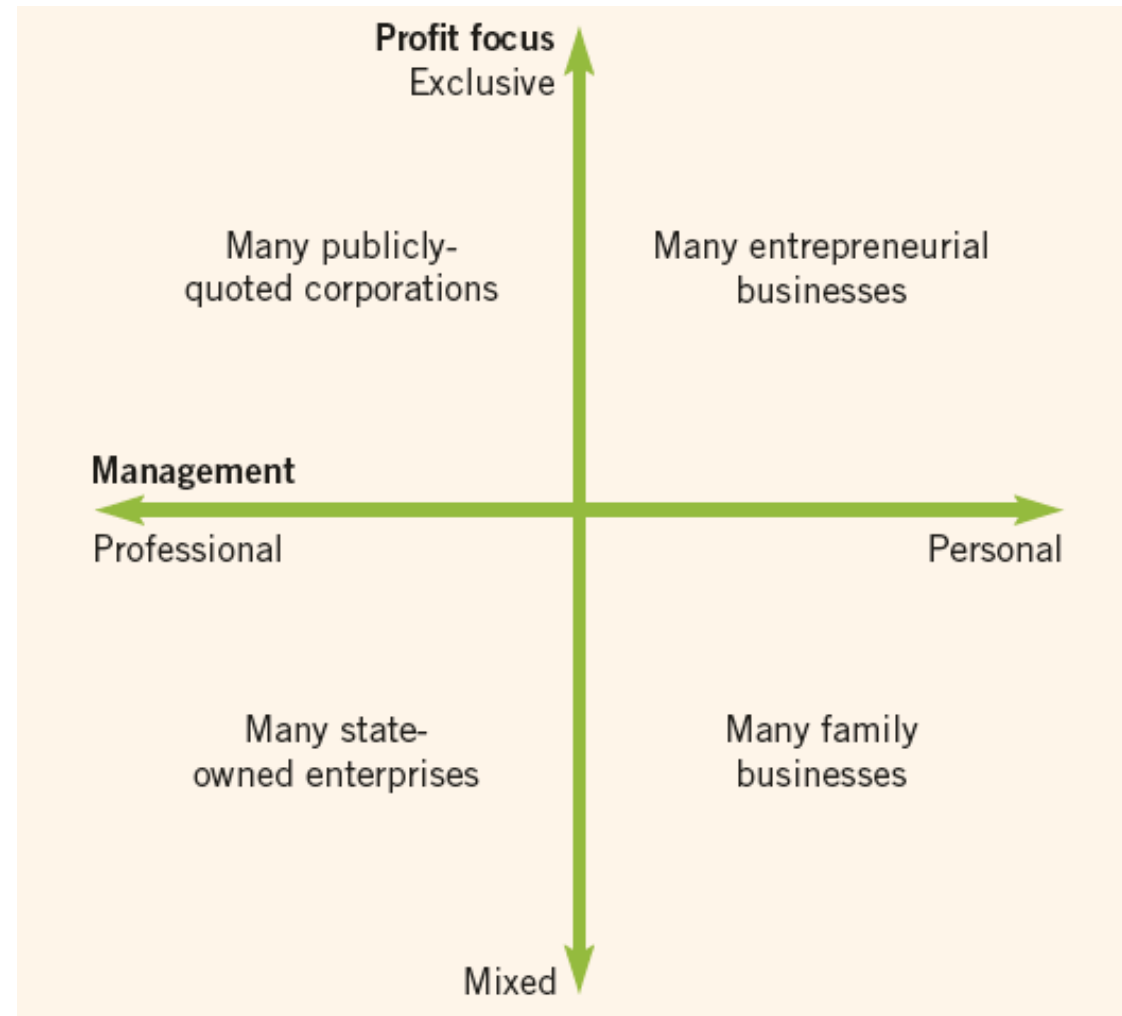 Profit focus
Exclusive
Many publicly-
quoted corporations
Many entrepreneurial
businesses
Management
Professional
Personal
Many state-
owned enterprises
Many family
businesses
Mixed